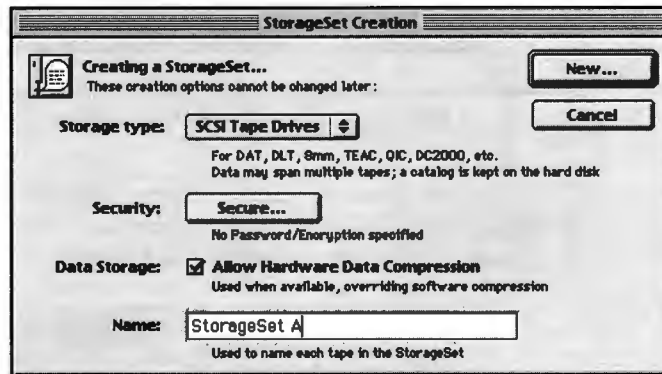 StorageSet Creation
Creating a StorageSet...
These creation options cannot be changed later:
New...
Cancel
Storage type: SCSI Tape Drives
For DAT, DLT, 8mm, TEAC, QIC, DC2000, etc.
Data may span multiple tapes; a catalog is kept on the hard disk
Security: Secure...
No Password/Encryption specified
Data Storage: Allow Hardware Data Compression
Used when available, overriding software compression
Name: StorageSet A
Used to name each tape in the StorageSet